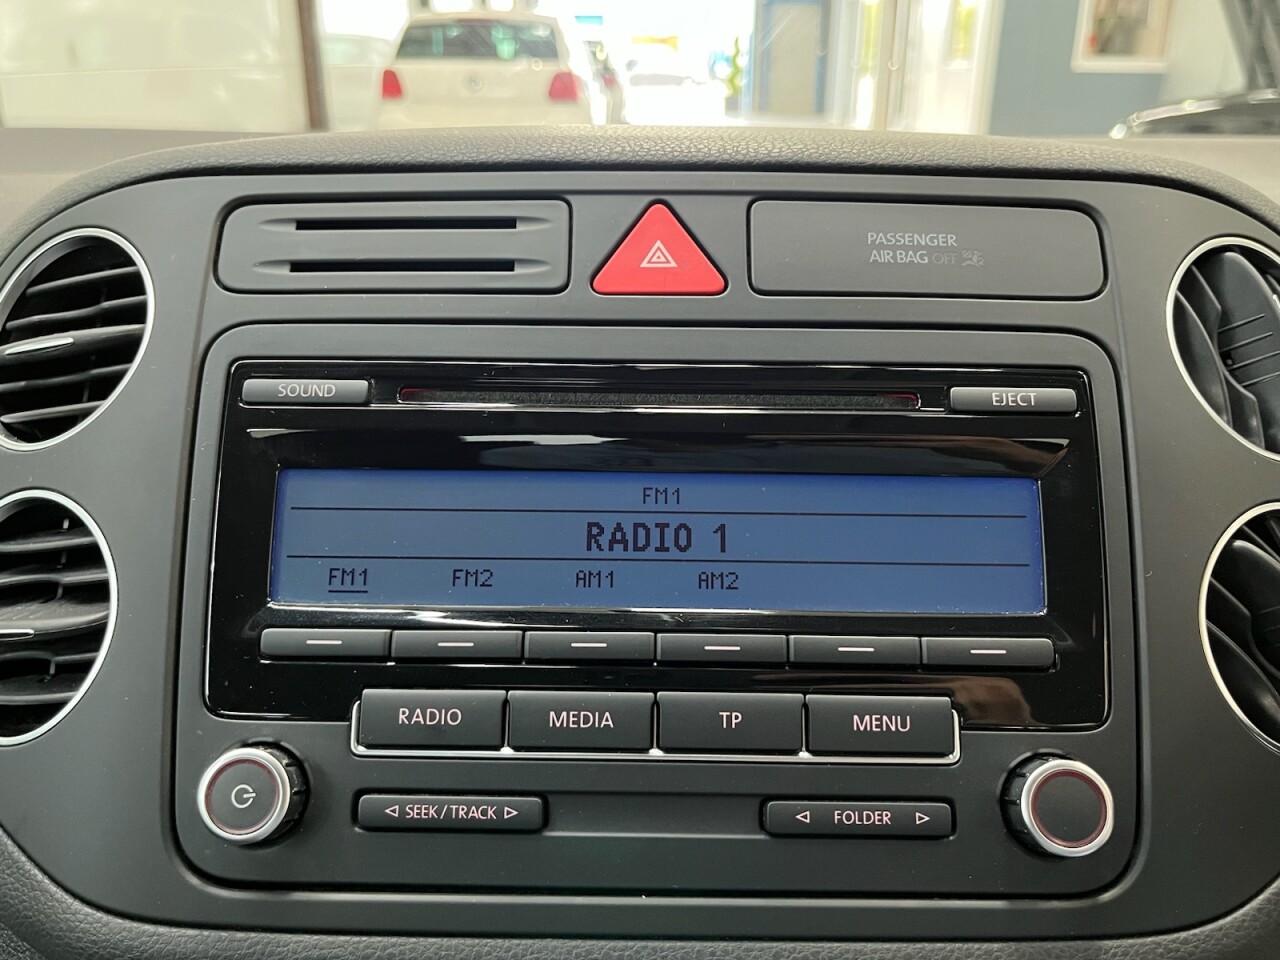 PASSENGER
AIR BAG OFF
SOUND
EJECT
FM1
RADIO 1
FM1 FM2 AM1 AM2
RADIO MEDIA TP MENU
SEEK / TRACK
FOLDER